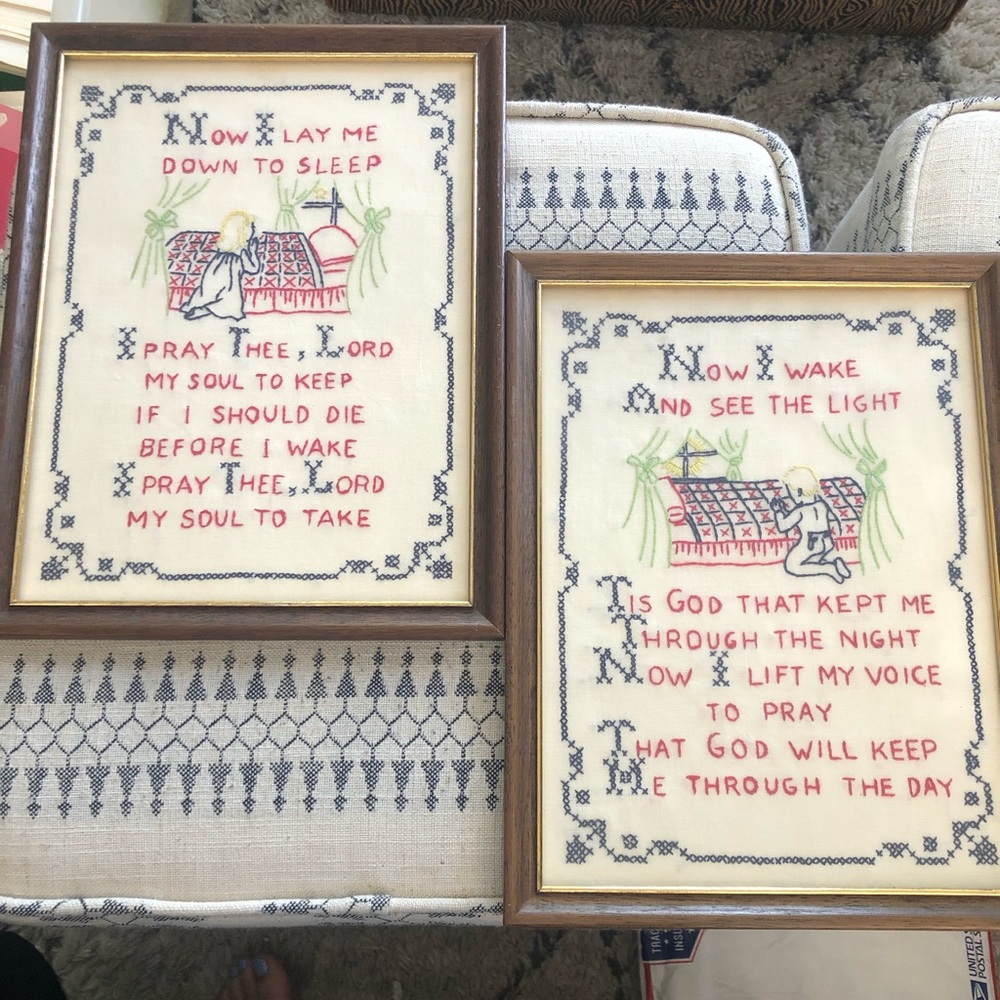 Now I LAY ME
DOWN TO SLEEP
I PRAY THEE, LORD
MY SOUL TO KEEP
IF I SHOULD DIE
BEFORE I WAKE
I PRAY THEE, LORD
MY SOUL TO TAKE
NOW I WAKE
AND SEE THE LIGHT
TIS GOD THAT KEPT ME
THROUGH THE NIGHT
NOW I LIFT MY VOICE
TO PRAY
THAT GOD WILL KEEP
ME THROUGH THE DAY
UNITED
POSTAL